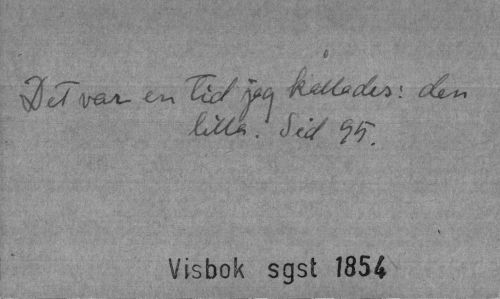 Det var en tid jag kallades: den
lilla. Sid 95.
Visbok sgst 1854